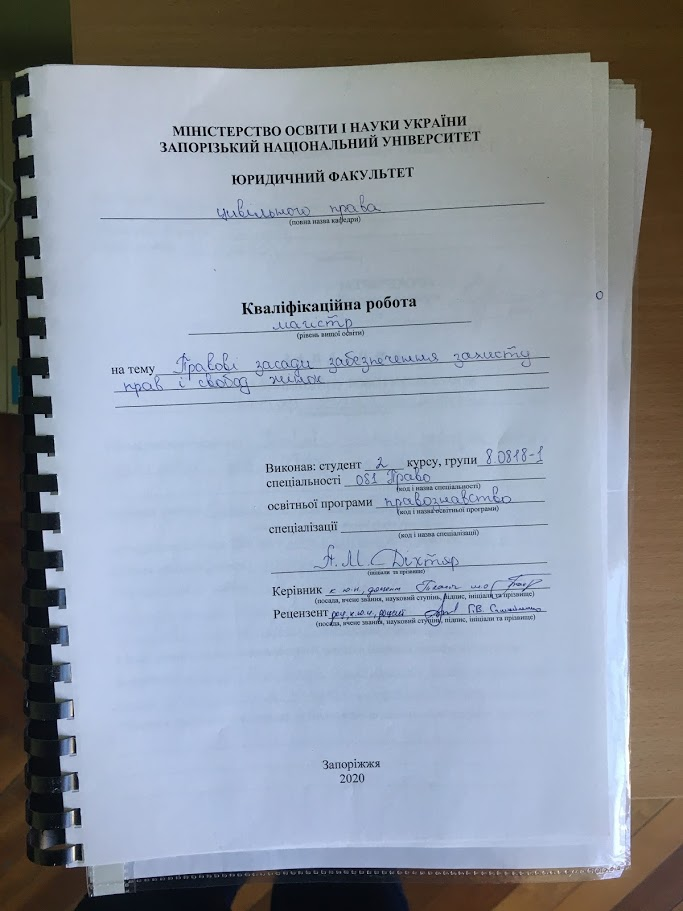 МІНІСТЕРСТВО ОСВІТИ І НАУКИ УКРАЇНИ
ЗАПОРІЗЬКИЙ НАЦІОНАЛЬНИЙ УНІВЕРСИТЕТ
ЮРИДИЧНИЙ ФАКУЛЬТЕТ
цивільного права
(повна назва кафедри)
Кваліфікаційна робота
магістр
(рівень вищої освіти)
на тему Правові засади забезпечення захисту
прав і свобод жінок
Виконав: студент 2 курсу, групи 8.0818-1
спеціальності 081 Право
(код і назва спеціальності)
освітньої програми правознавство
(код і назва освітньої програми)
спеціалізації
(код і назва спеціалізації)
А.М. Діхтяр
(ініціали та прізвище)
Керівник к.ю.н., доцент
(посада, вчене звання, науковий ступінь, підпис, ініціали та прізвище)
Рецензент к.ю.н., доцент Г.В.
(посада, вчене звання, науковий ступінь, підпис, ініціали та прізвище)
Запоріжжя
2020